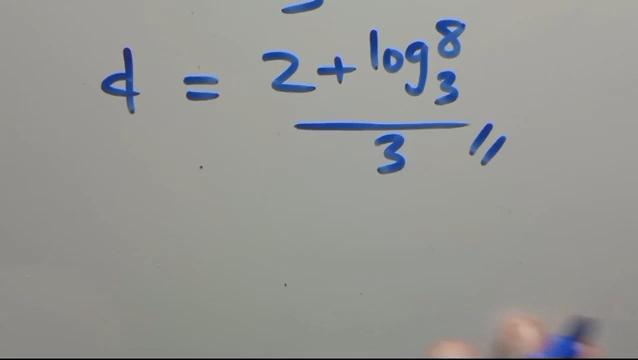 d = 2 + log₃⁸
3 //